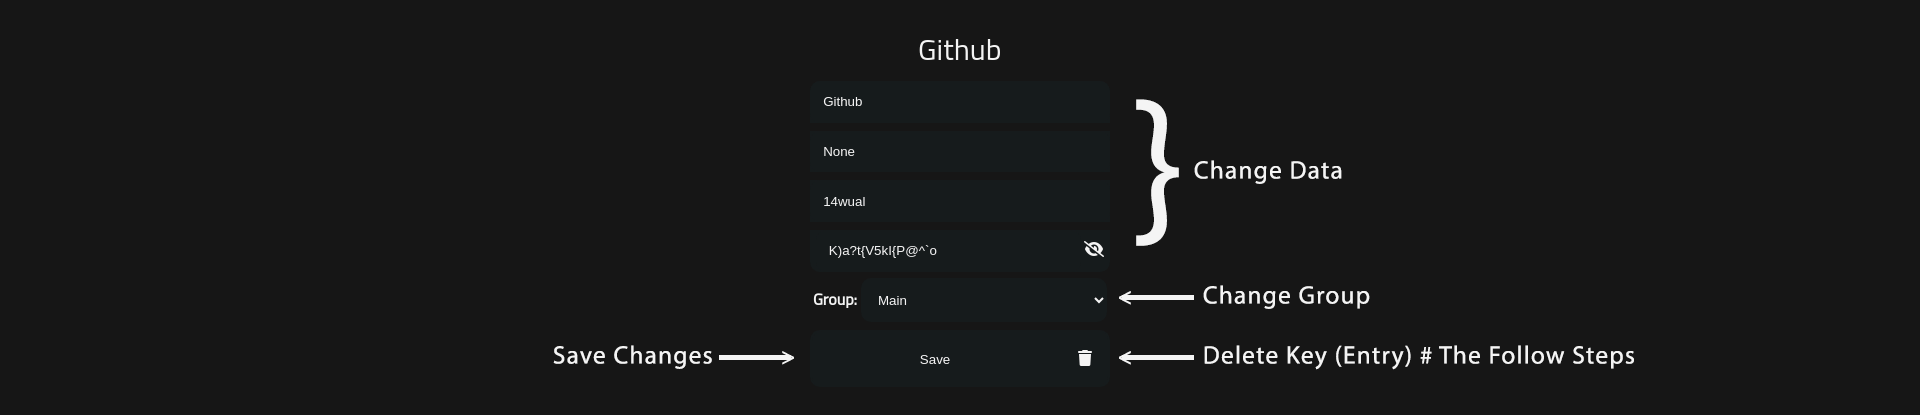 Github
Github
None
Change Data
14wual
K)a?t{V5kI{P@^`o
Group: Main
Change Group
Save Changes
Save
Delete Key (Entry) # The Follow Steps